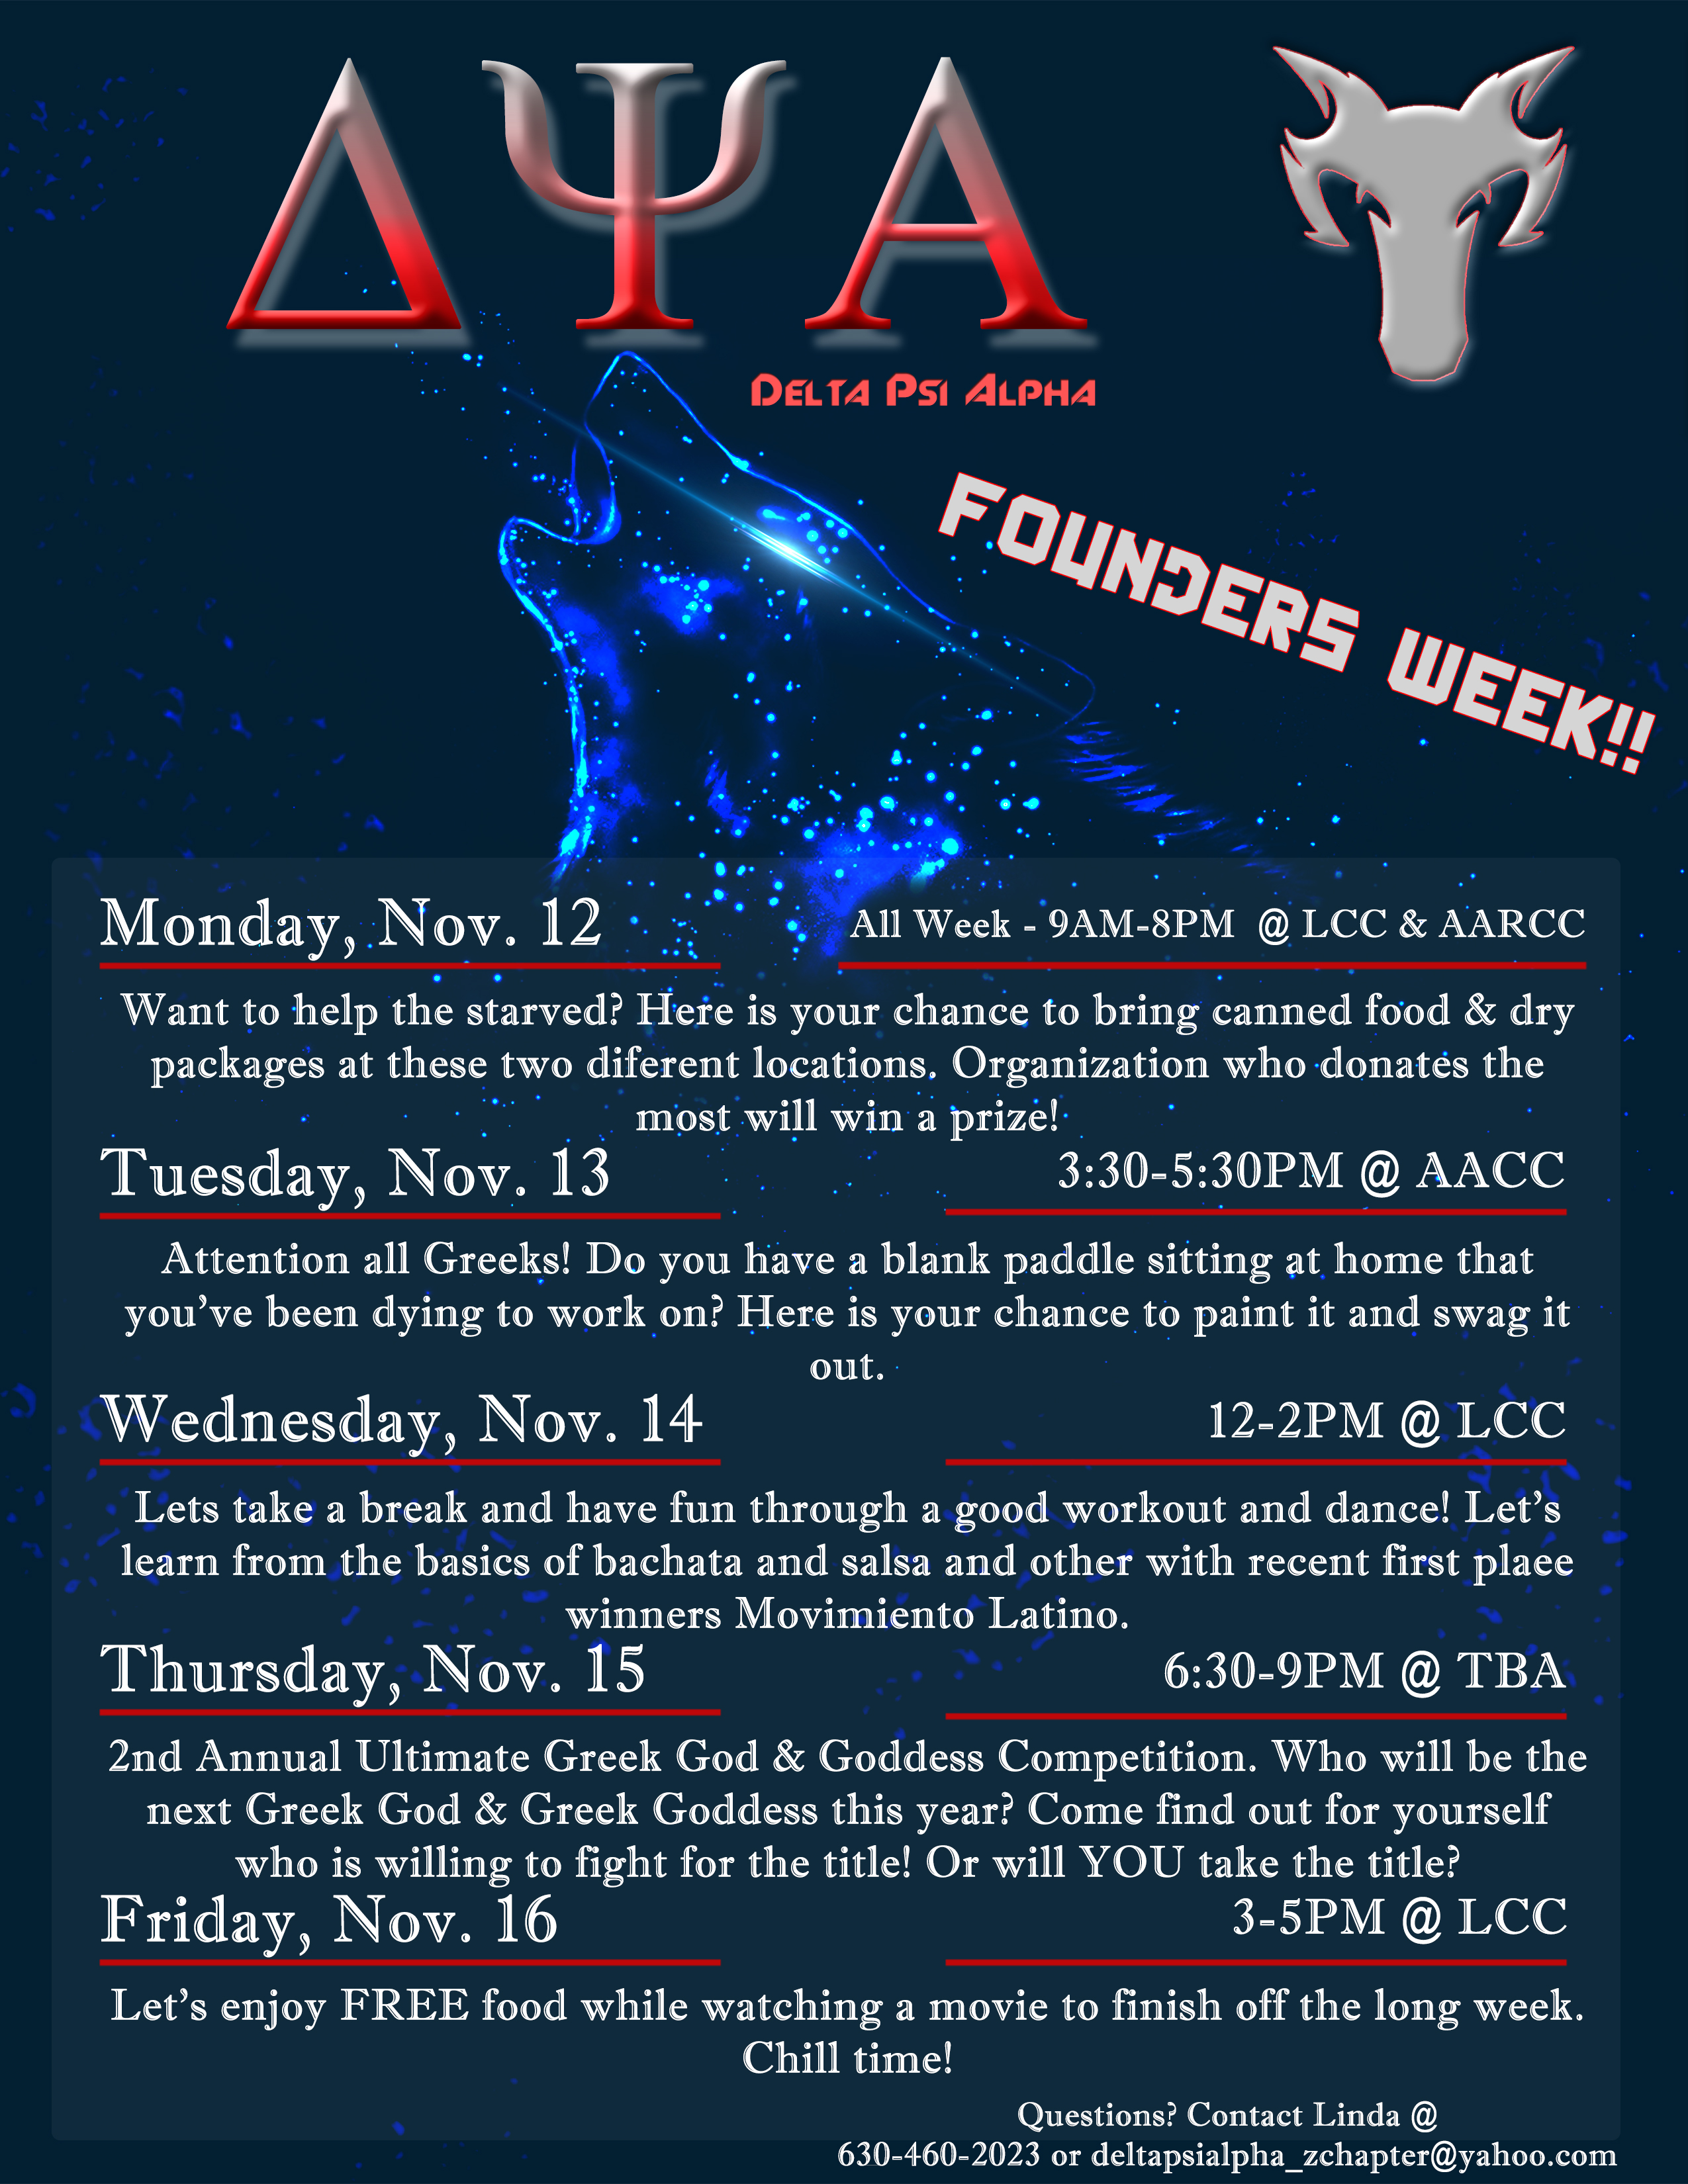 ΔΨΑ
Delta Psi Alpha
FOUNDERS WEEK!!
Monday, Nov. 12
All Week - 9AM-8PM @ LCC & AARCC
Want to help the starved? Here is your chance to bring canned food & dry
packages at these two diferent locations. Organization who donates the
most will win a prize!
Tuesday, Nov. 13
3:30-5:30PM @ AACC
Attention all Greeks! Do you have a blank paddle sitting at home that
you've been dying to work on? Here is your chance to paint it and swag it
out.
Wednesday, Nov. 14
12-2PM @ LCC
Lets take a break and have fun through a good workout and dance! Let's
learn from the basics of bachata and salsa and other with recent first plaee
winners Movimiento Latino.
Thursday, Nov. 15
6:30-9PM @ TBA
2nd Annual Ultimate Greek God & Goddess Competition. Who will be the
next Greek God & Greek Goddess this year? Come find out for yourself
who is willing to fight for the title! Or will YOU take the title?
Friday, Nov. 16
3-5PM @ LCC
Let's enjoy FREE food while watching a movie to finish off the long week.
Chill time!
Questions? Contact Linda @
630-460-2023 or deltapsialpha_zchapter@yahoo.com